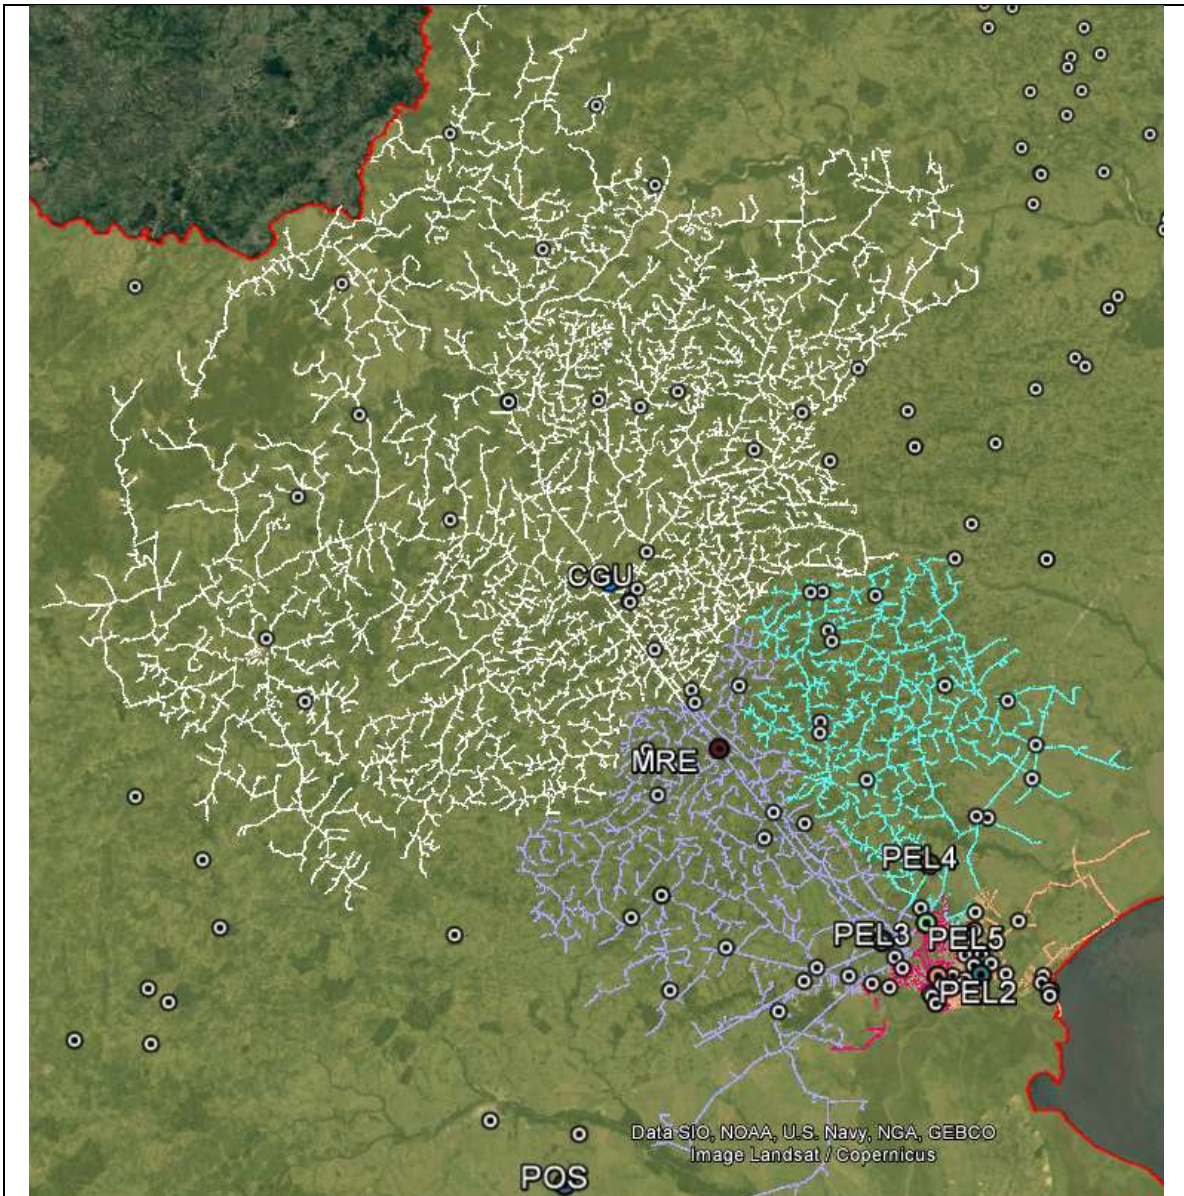 CGU
MRE
PEL4
PEL3
PEL5
PEL2
Data SIO, NOAA, U.S. Navy, NGA, GEBCO
Image Landsat / Copernicus
POS